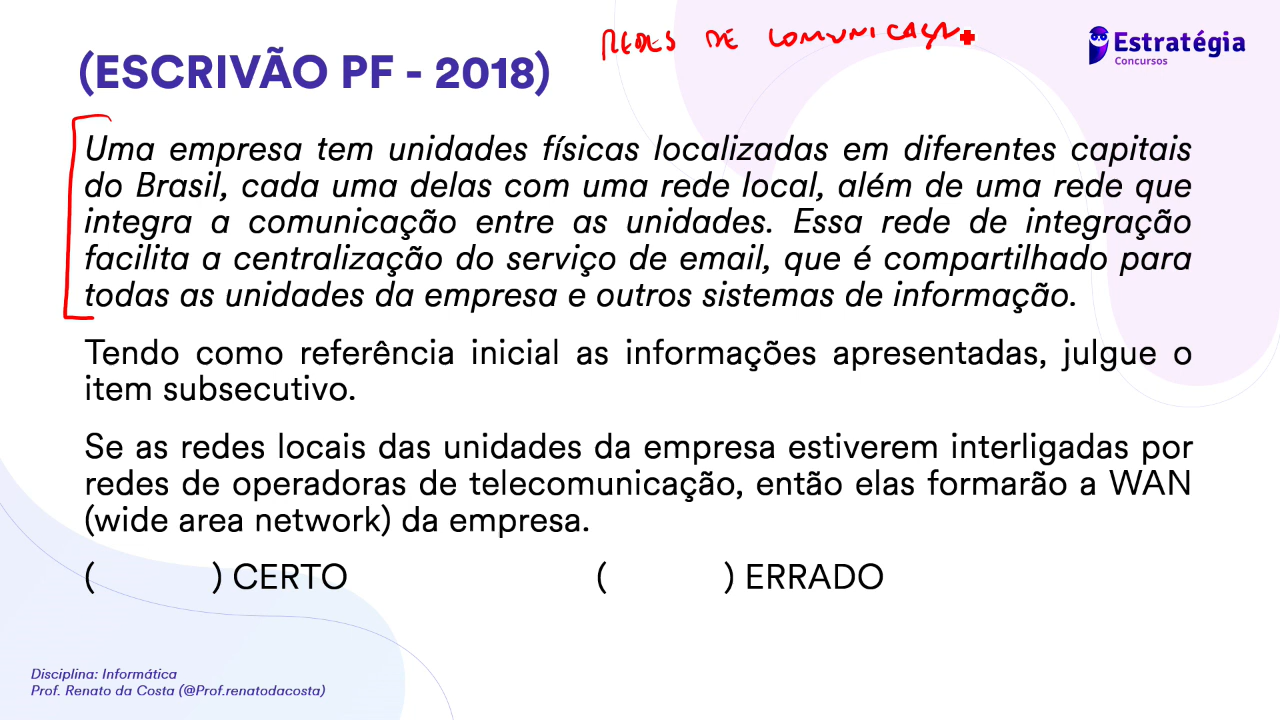 REDES DE COMUNICAÇÃ
Estratégia
Concursos
(ESCRIVÃO PF - 2018)
Uma empresa tem unidades físicas localizadas em diferentes capitais
do Brasil, cada uma delas com uma rede local, além de uma rede que
integra a comunicação entre as unidades. Essa rede de integração
facilita a centralização do serviço de email, que é compartilhado para
todas as unidades da empresa e outros sistemas de informação.
Tendo como referência inicial as informações apresentadas, julgue o
item subsecutivo.
Se as redes locais das unidades da empresa estiverem interligadas por
redes de operadoras de telecomunicação, então elas formarão a WAN
(wide area network) da empresa.
( ) CERTO ( ) ERRADO
Disciplina: Informática
Prof. Renato da Costa (@Prof.renatodacosta)